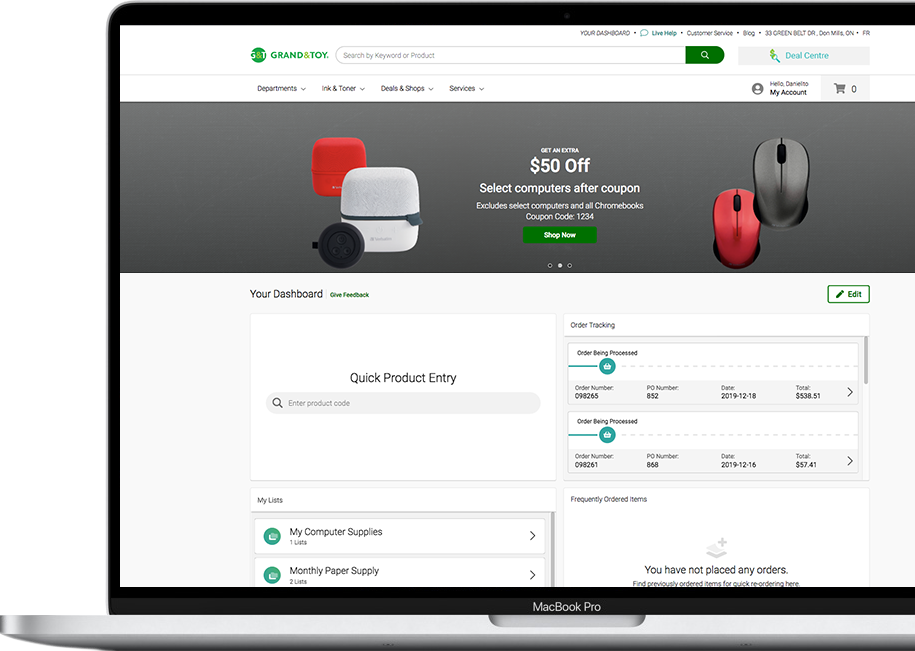 YOUR DASHBOARD • Live Help • Customer Service • Blog • 33 GREEN BELT DR , Don Mills, ON • FR
G&T GRAND&TOY. Search by Keyword or Product Deal Centre
Departments Ink & Toner Deals & Shops Services
Hello, Danielito
My Account 0
GET AN EXTRA
$50 Off
Select computers after coupon
Excludes select computers and all Chromebooks
Coupon Code: 1234
Shop Now
Your Dashboard Give Feedback Edit
Quick Product Entry
Enter product code
Order Tracking
Order Being Processed
Order Number: PO Number: Date: Total:
098265 852 2019-12-18 $538.51
Order Being Processed
Order Number: PO Number: Date: Total:
098261 868 2019-12-16 $57.41
My Lists
My Computer Supplies
1 Lists
Monthly Paper Supply
2 Lists
Frequently Ordered Items
You have not placed any orders.
Find previously ordered items for quick re-ordering here.
MacBook Pro